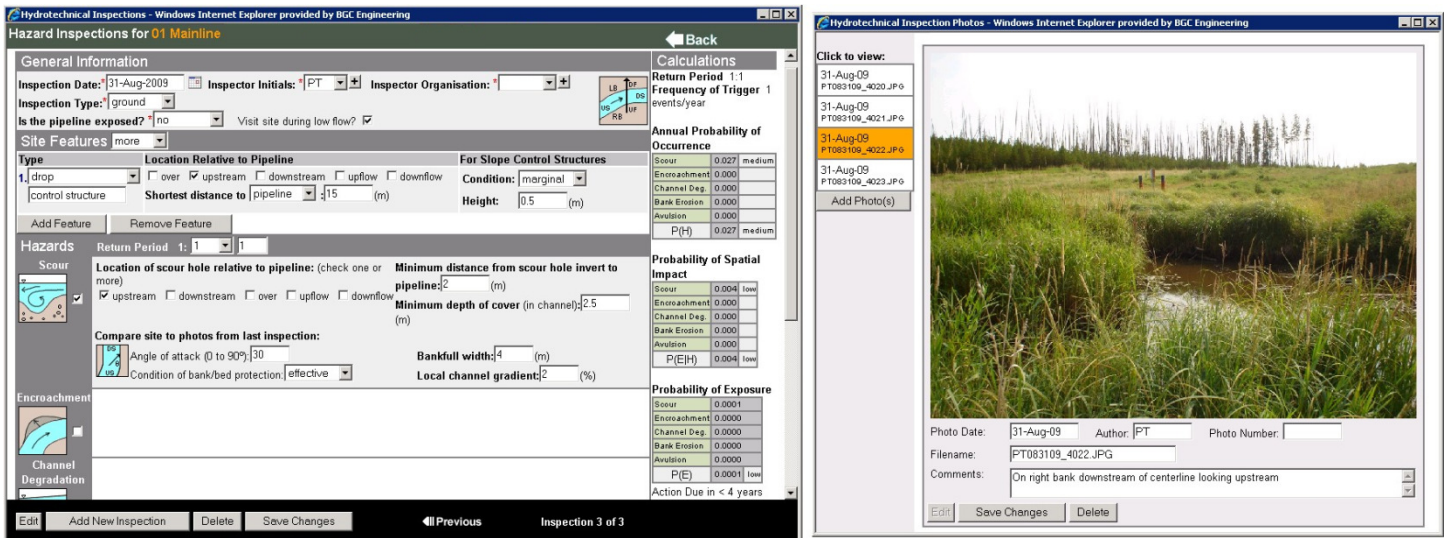 Hydrotechnical Inspections - Windows Internet Explorer provided by BGC Engineering
Hazard Inspections for 01 Mainline
Back
General Information
Inspection Date:* 31-Aug-2009 Inspector Initials: * PT + Inspector Organisation: * +
Inspection Type:* ground
Is the pipeline exposed? * no Visit site during low flow?
LB DF
US DS
RB UF
Site Features more
Type Location Relative to Pipeline For Slope Control Structures
1. drop over upstream downstream upflow downflow Condition: marginal
control structure Shortest distance to pipeline : 15 (m) Height: 0.5 (m)
Add Feature Remove Feature
Hazards Return Period 1: 1 1
Scour
Location of scour hole relative to pipeline: (check one or more)
upstream downstream over upflow downflow
Minimum distance from scour hole invert to
pipeline: 2 (m)
Minimum depth of cover (in channel): 2.5
(m)
Compare site to photos from last inspection:
DS
US
Angle of attack (0 to 90º): 30 Bankfull width: 4 (m)
Condition of bank/bed protection: effective Local channel gradient: 2 (%)
Encroachment
Channel
Degradation
Calculations
Return Period 1:1
Frequency of Trigger 1
events/year
Annual Probability of
Occurrence
Scour 0.027 medium
Encroachment 0.000
Channel Deg. 0.000
Bank Erosion 0.000
Avulsion 0.000
P(H) 0.027 medium
Probability of Spatial
Impact
Scour 0.004 low
Encroachment 0.000
Channel Deg. 0.000
Bank Erosion 0.000
Avulsion 0.000
P(E|H) 0.004 low
Probability of Exposure
Scour 0.0001
Encroachment 0.0000
Channel Deg. 0.0000
Bank Erosion 0.0000
Avulsion 0.0000
P(E) 0.0001 low
Action Due in < 4 years
Edit Add New Inspection Delete Save Changes Previous Inspection 3 of 3
Hydrotechnical Inspection Photos - Windows Internet Explorer provided by BGC Engineering
Click to view:
31-Aug-09
PT083109_4020.JPG
31-Aug-09
PT083109_4021.JPG
31-Aug-09
PT083109_4022.JPG
31-Aug-09
PT083109_4023.JPG
Add Photo(s)
Photo Date: 31-Aug-09 Author: PT Photo Number:
Filename: PT083109_4022.JPG
Comments: On right bank downstream of centerline looking upstream
Edit Save Changes Delete